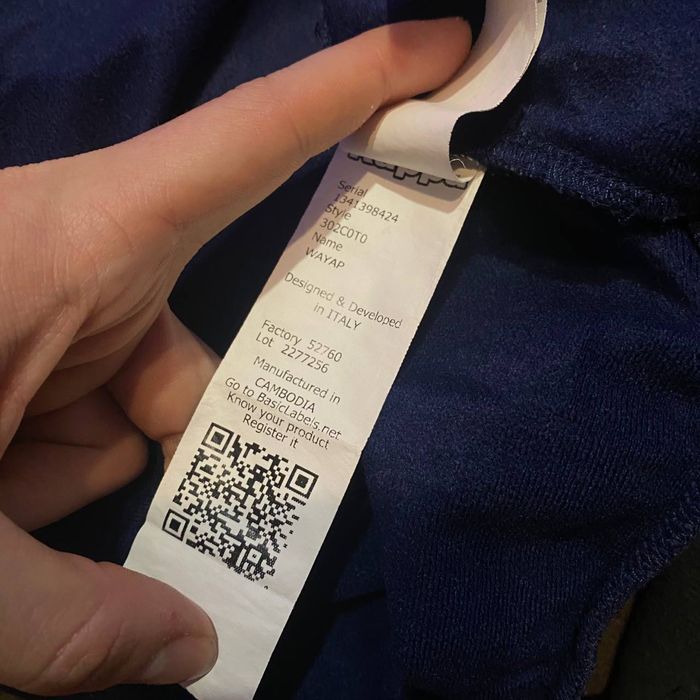 Kappa
Serial
1341398424
Style
302C0T0
Name
WAYAP
Designed & Developed
in ITALY
Factory 52760
Lot 2277256
Manufactured in
CAMBODIA
Go to BasicLabels.net
Know your product
Register it